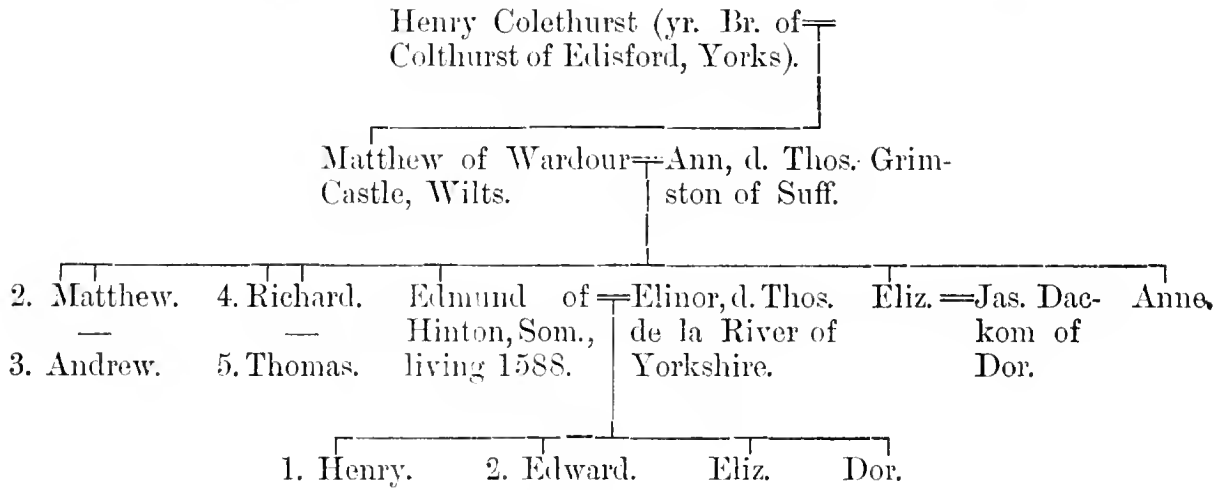 Henry Colethurst (yr. Br. of
Colthurst of Edisford, Yorks).
Matthew of Wardour
Castle, Wilts.
Ann, d. Thos. Grim-
ston of Suff.
2. Matthew.
—
3. Andrew.
4. Richard.
—
5. Thomas.
Edmund of
Hinton, Som.,
living 1588.
Elinor, d. Thos.
de la River of
Yorkshire.
Eliz.
Jas. Dac-
kom of
Dor.
Anne.
1. Henry. 2. Edward. Eliz. Dor.